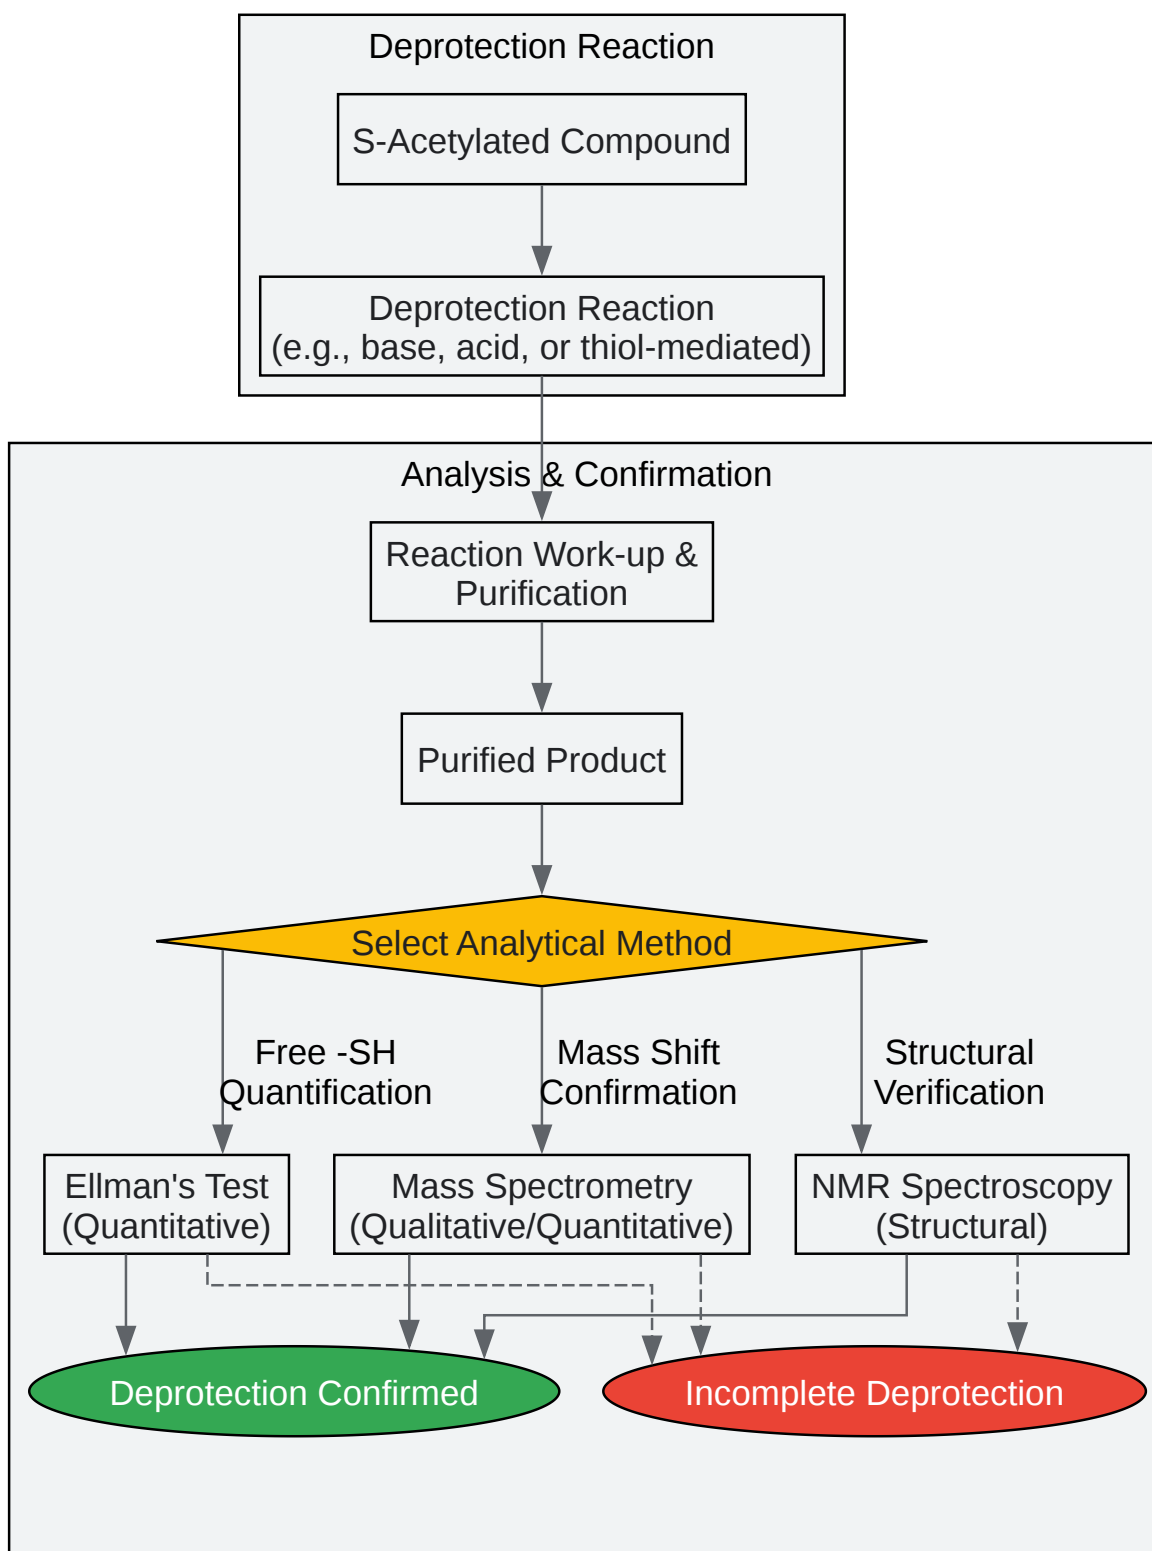 Deprotection Reaction
S-Acetylated Compound
Deprotection Reaction
(e.g., base, acid, or thiol-mediated)
Analysis & Confirmation
Reaction Work-up &
Purification
Purified Product
Select Analytical Method
Free -SH
Quantification
Mass Shift
Confirmation
Structural
Verification
Ellman's Test
(Quantitative)
Mass Spectrometry
(Qualitative/Quantitative)
NMR Spectroscopy
(Structural)
Deprotection Confirmed
Incomplete Deprotection